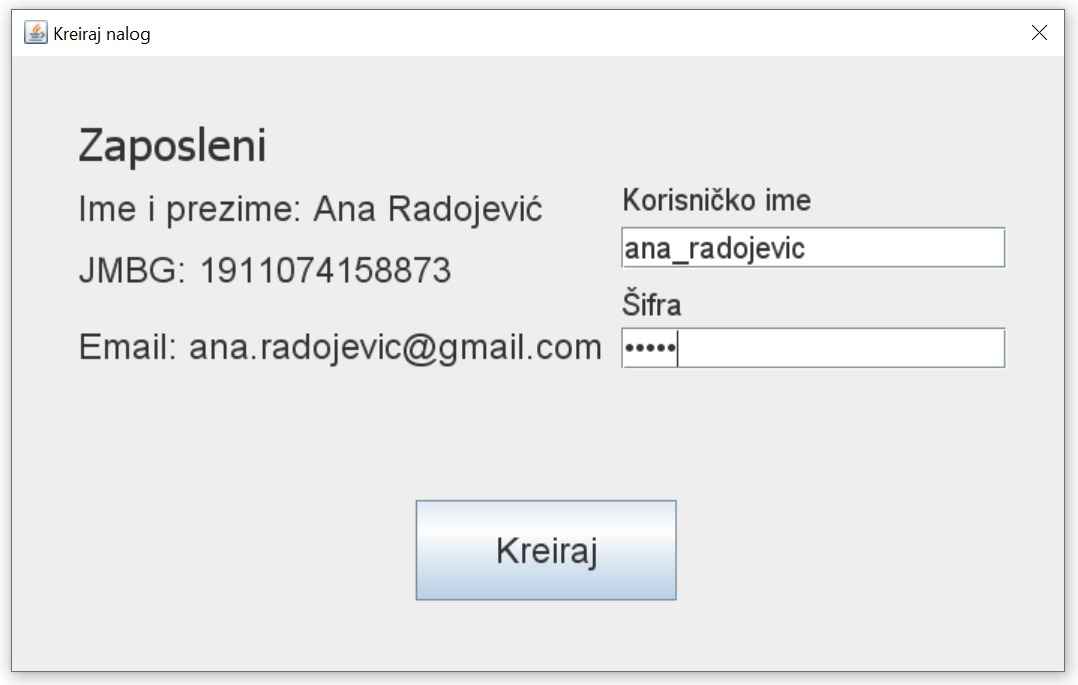 Kreiraj nalog
Zaposleni
Ime i prezime: Ana Radojević
JMBG: 1911074158873
Email: ana.radojevic@gmail.com
Korisničko ime
ana_radojevic
Šifra
•••••
Kreiraj